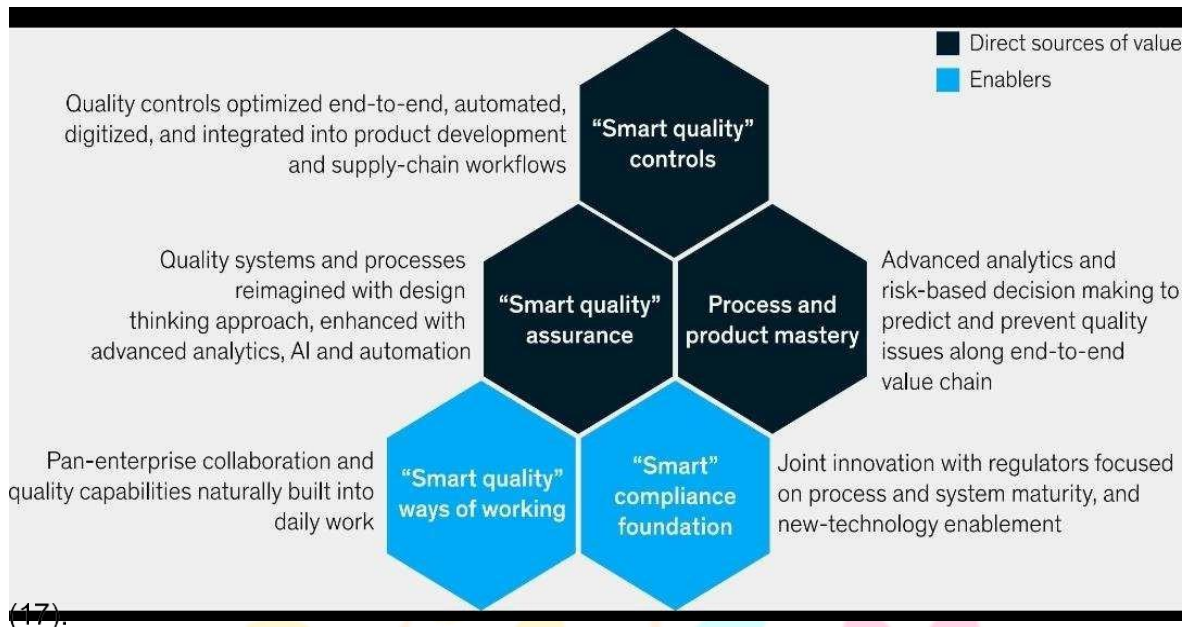 Direct sources of value
Enablers
Quality controls optimized end-to-end, automated,
digitized, and integrated into product development
and supply-chain workflows
“Smart quality”
controls
Quality systems and processes
reimagined with design
thinking approach, enhanced with
advanced analytics, AI and automation
“Smart quality”
assurance
Process and
product mastery
Advanced analytics and
risk-based decision making to
predict and prevent quality
issues along end-to-end
value chain
Pan-enterprise collaboration and
quality capabilities naturally built into
daily work
“Smart quality”
ways of working
“Smart”
compliance
foundation
Joint innovation with regulators focused
on process and system maturity, and
new-technology enablement
(17).